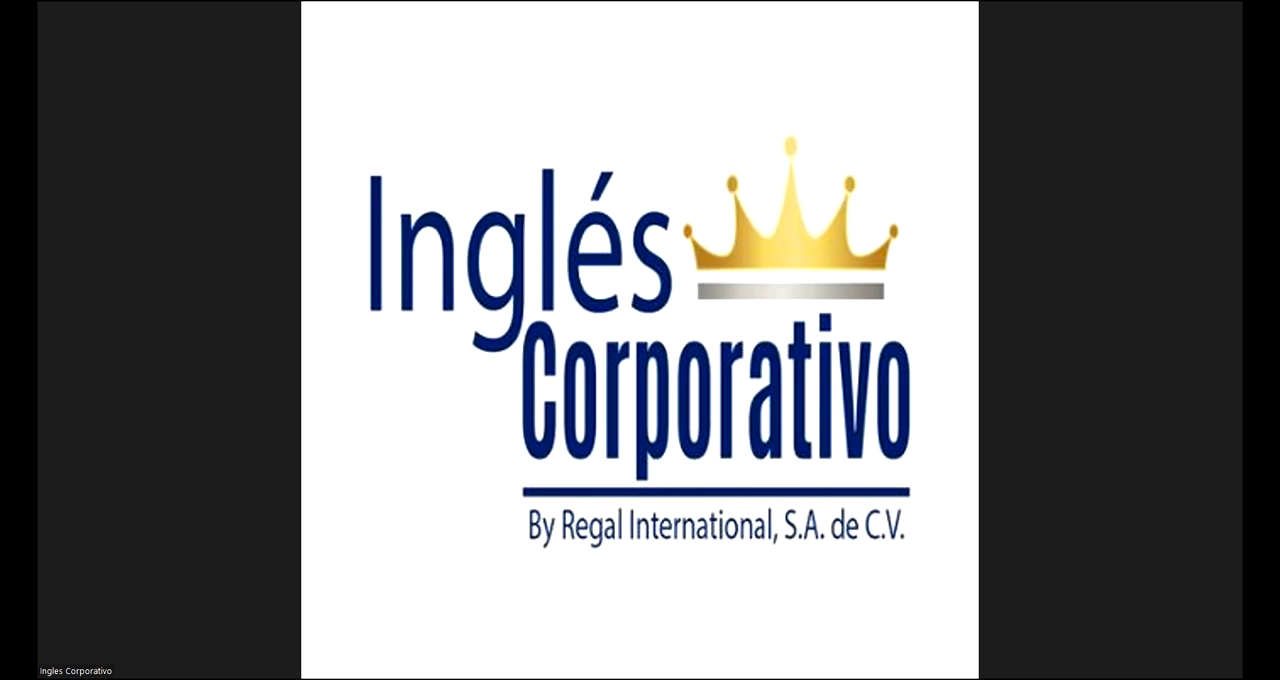 Inglés
Corporativo
By Regal International, S.A. de C.V.
Ingles Corporativo